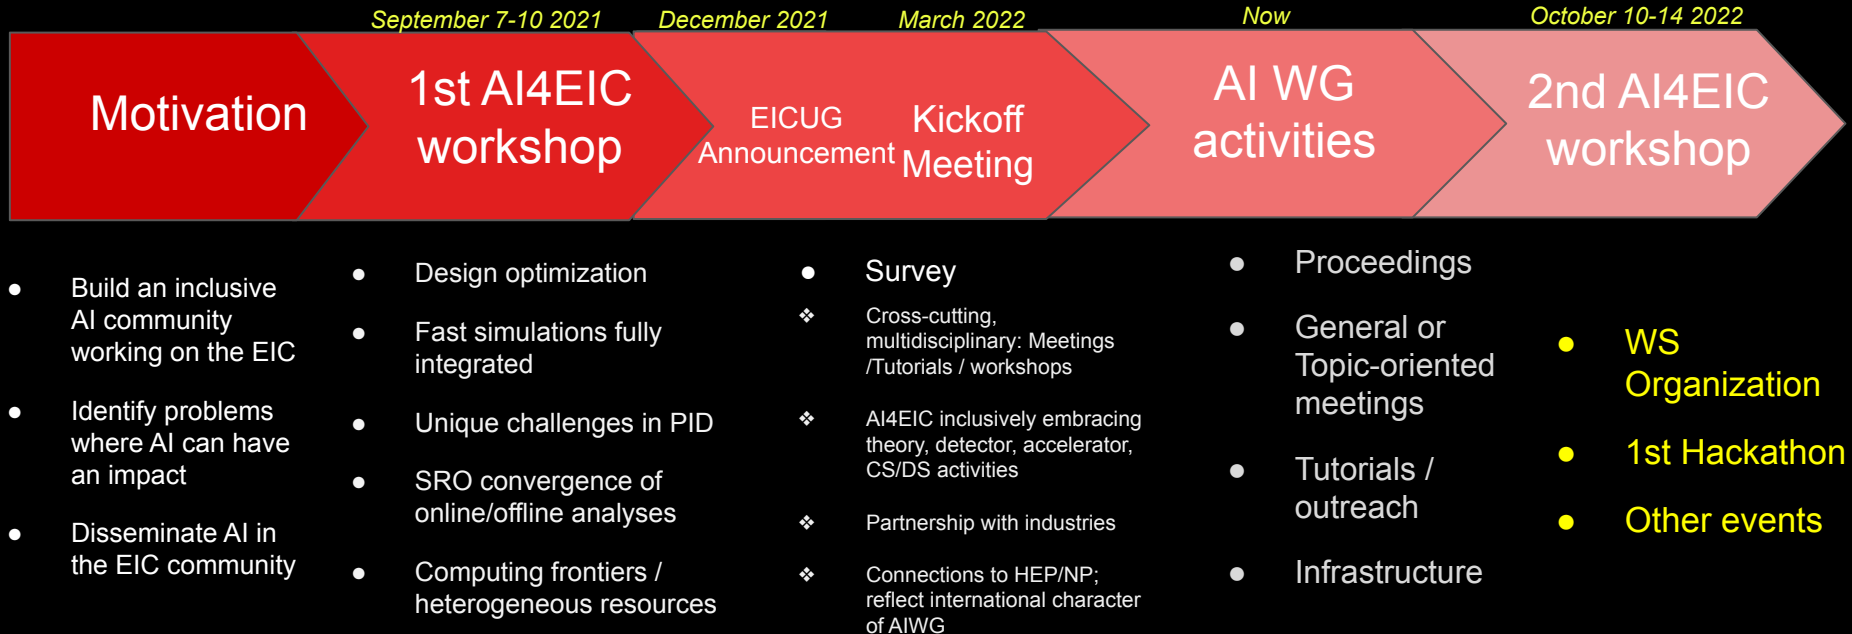 September 7-10 2021
December 2021
March 2022
Now
October 10-14 2022
Motivation
1st AI4EIC
workshop
EICUG
Announcement
Kickoff
Meeting
AI WG
activities
2nd AI4EIC
workshop
● Build an inclusive
AI community
working on the EIC
● Identify problems
where AI can have
an impact
● Disseminate AI in
the EIC community
● Design optimization
● Fast simulations fully
integrated
● Unique challenges in PID
● SRO convergence of
online/offline analyses
● Computing frontiers /
heterogeneous resources
● Survey
❖ Cross-cutting,
multidisciplinary: Meetings
/Tutorials / workshops
❖ AI4EIC inclusively embracing
theory, detector, accelerator,
CS/DS activities
❖ Partnership with industries
❖ Connections to HEP/NP;
reflect international character
of AIWG
● Proceedings
● General or
Topic-oriented
meetings
● Tutorials /
outreach
● Infrastructure
● WS
Organization
● 1st Hackathon
● Other events